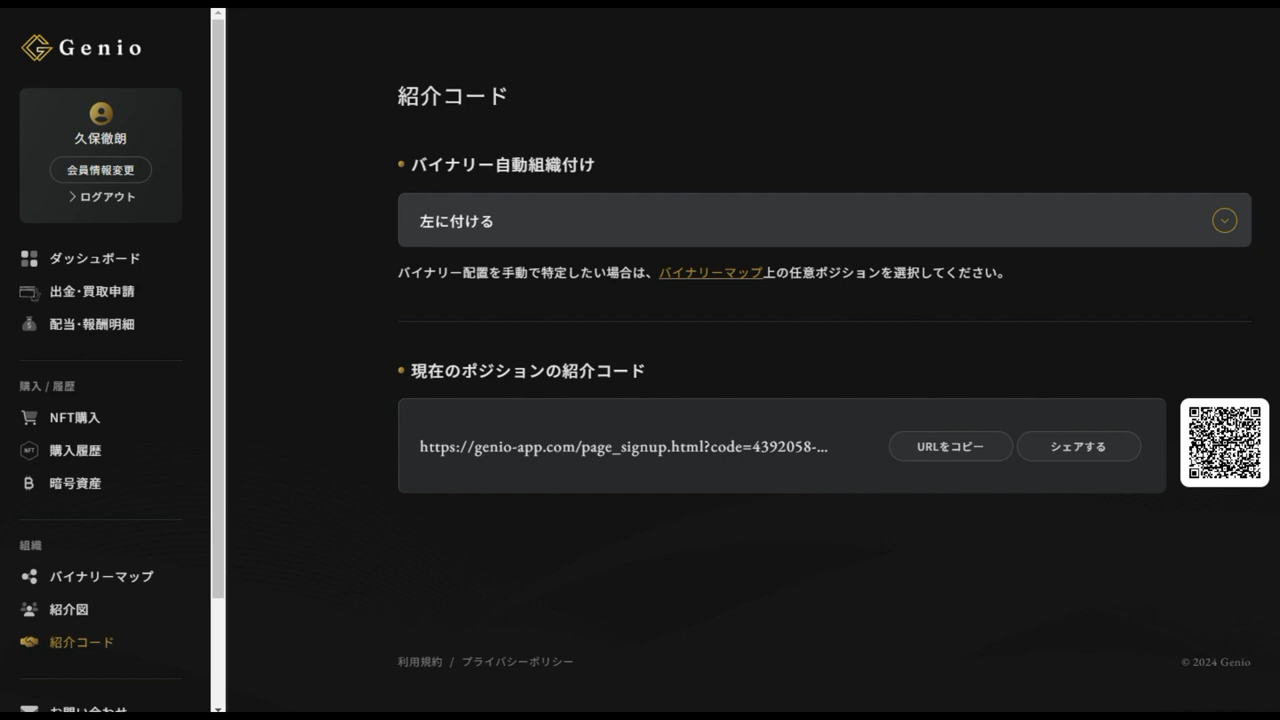 Genio
久保徹朗
会員情報変更
ログアウト
ダッシュボード
出金・買取申請
配当・報酬明細
購入 / 履歴
NFT購入
NFT
購入履歴
暗号資産
組織
バイナリーマップ
紹介図
紹介コード
お問い合わせ
紹介コード
バイナリー自動組織付け
左に付ける
バイナリー配置を手動で特定したい場合は、バイナリーマップ上の任意ポジションを選択してください。
現在のポジションの紹介コード
https://genio-app.com/page_signup.html?code=4392058-...
URLをコピー
シェアする
利用規約 / プライバシーポリシー
© 2024 Genio